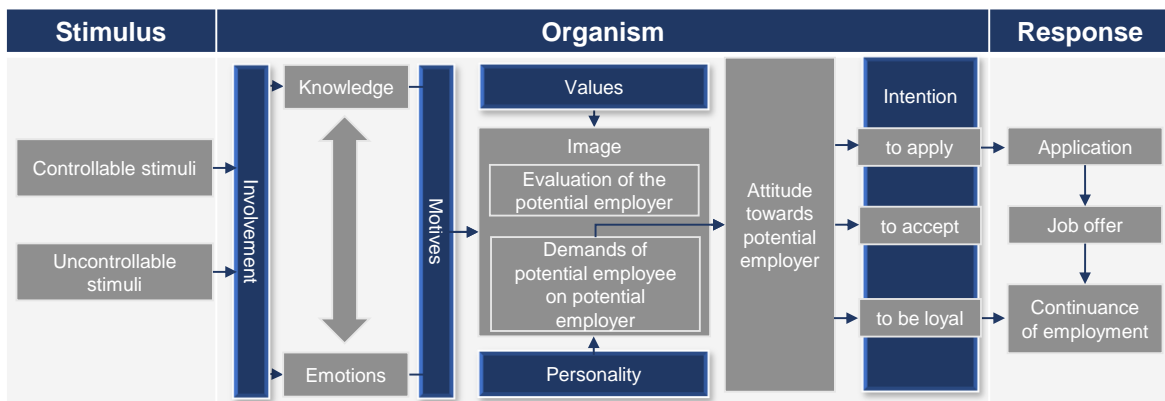 Stimulus
Organism
Response
Controllable stimuli
Uncontrollable
stimuli
Involvement
Knowledge
Emotions
Motives
Values
Image
Evaluation of the
potential employer
Demands of
potential employee
on potential
employer
Personality
Attitude
towards
potential
employer
Intention
to apply
to accept
to be loyal
Application
Job offer
Continuance
of employment